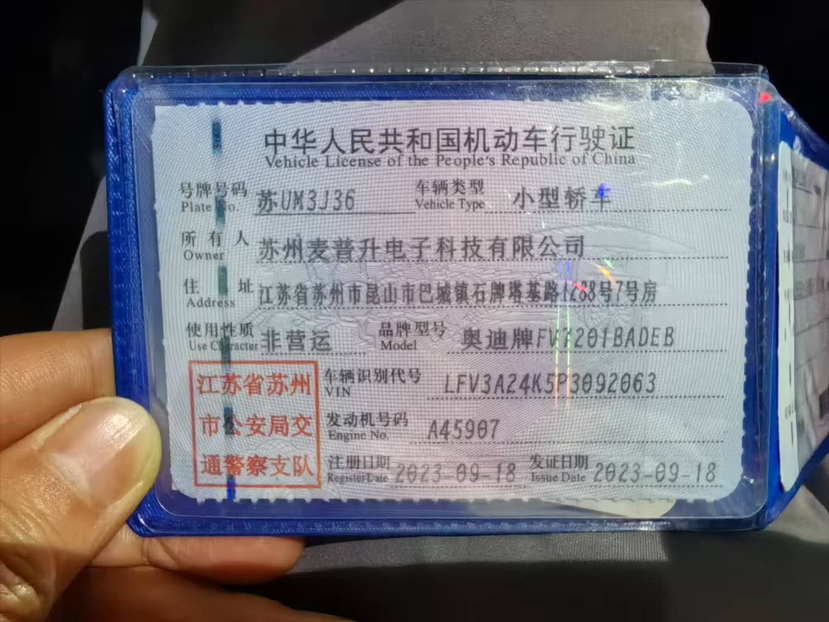 中华人民共和国机动车行驶证
Vehicle License of the People's Republic of China
号牌号码 苏UM3J36 车辆类型 小型轿车
Plate No. Vehicle Type
所有人 苏州麦普升电子科技有限公司
Owner
住址 江苏省苏州市昆山市巴城镇石牌塔基路1288号7号房
Address
使用性质 非营运 品牌型号 奥迪牌FV7201BADEB
Use Character Model
江苏省苏州 车辆识别代号 LFV3A24K5P3092063
VIN
市公安局交 发动机号码 A45907
Engine No.
通警察支队 注册日期 2023-09-18 发证日期 2023-09-18
Register Date Issue Date